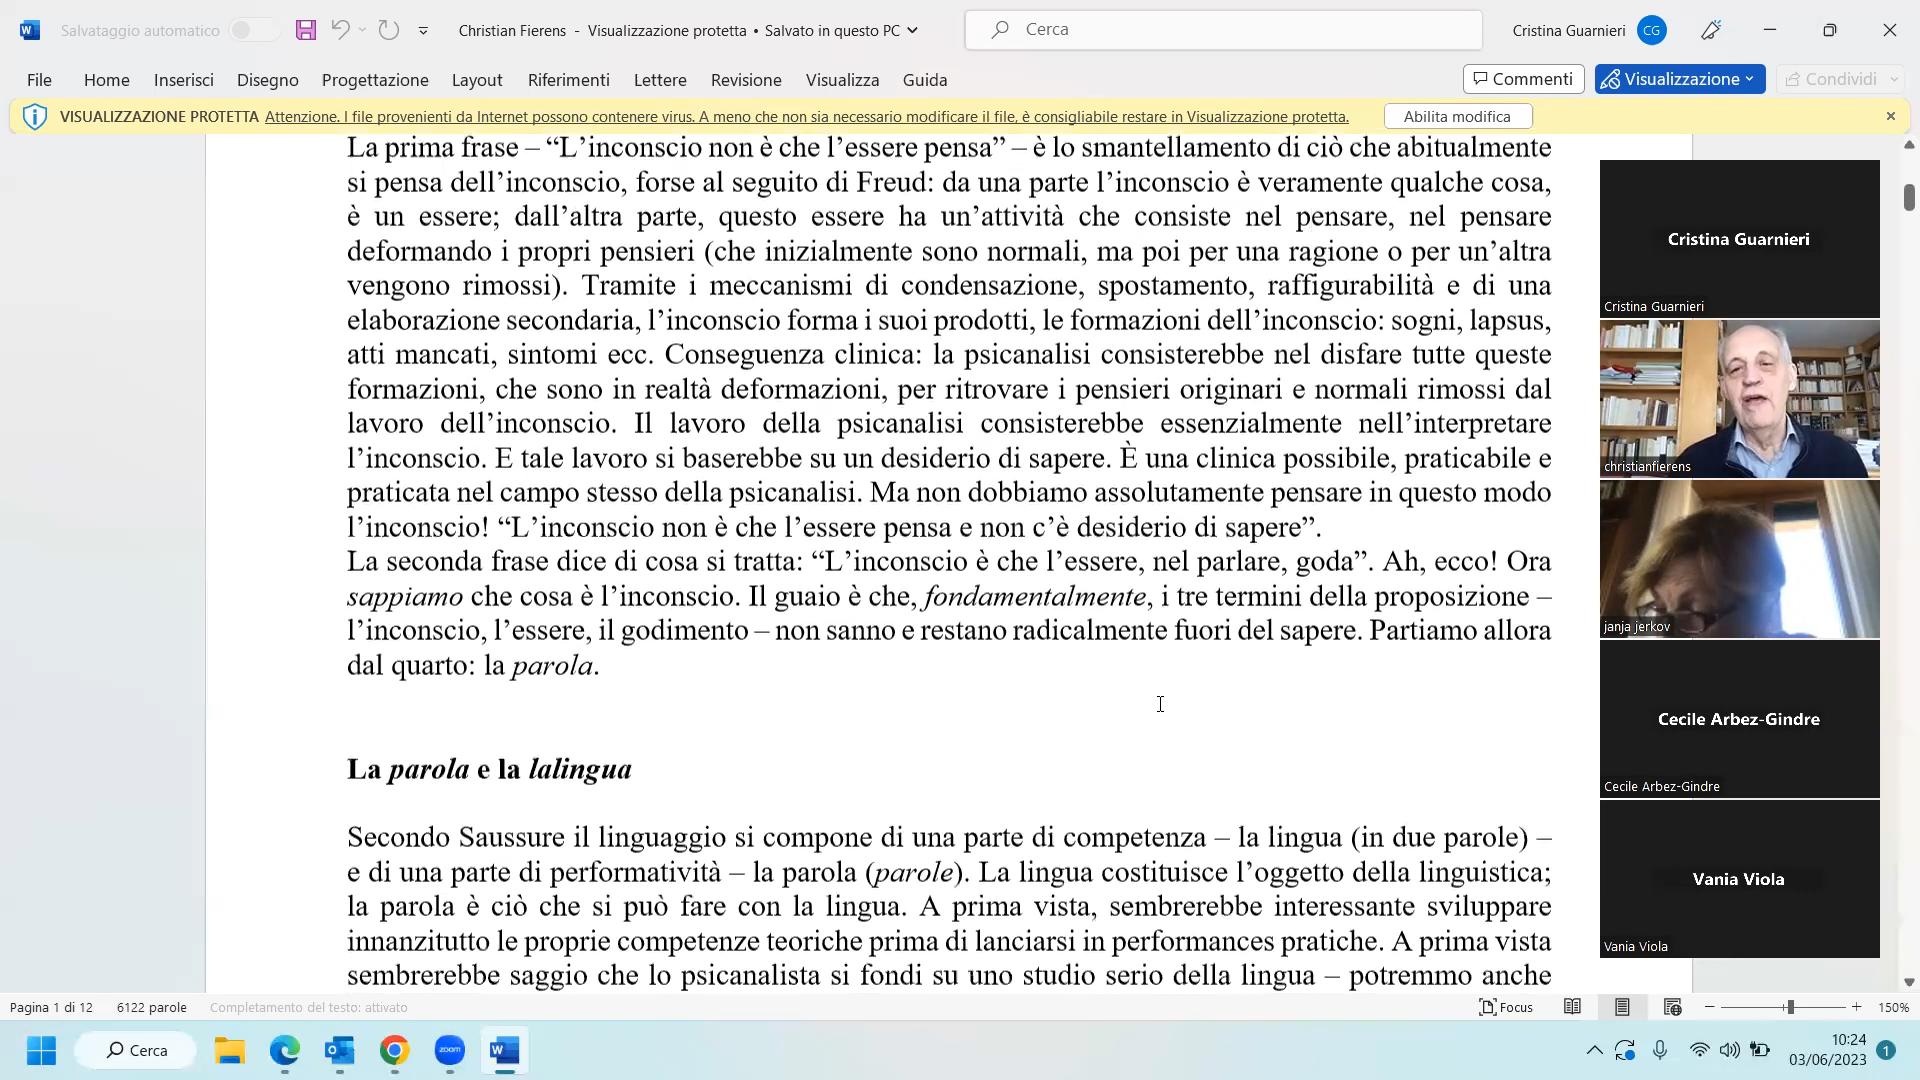 Salvataggio automatico
Christian Fierens - Visualizzazione protetta • Salvato in questo PC
Cerca
Cristina Guarnieri
CG
File Home Inserisci Disegno Progettazione Layout Riferimenti Lettere Revisione Visualizza Guida
Commenti
Visualizzazione
Condividi
VISUALIZZAZIONE PROTETTA Attenzione. I file provenienti da Internet possono contenere virus. A meno che non sia necessario modificare il file, è consigliabile restare in Visualizzazione protetta.
Abilita modifica
La prima frase – “L’inconscio non è che l’essere pensa” – è lo smantellamento di ciò che abitualmente
si pensa dell’inconscio, forse al seguito di Freud: da una parte l’inconscio è veramente qualche cosa,
è un essere; dall’altra parte, questo essere ha un’attività che consiste nel pensare, nel pensare
deformando i propri pensieri (che inizialmente sono normali, ma poi per una ragione o per un’altra
vengono rimossi). Tramite i meccanismi di condensazione, spostamento, raffigurabilità e di una
elaborazione secondaria, l’inconscio forma i suoi prodotti, le formazioni dell’inconscio: sogni, lapsus,
atti mancati, sintomi ecc. Conseguenza clinica: la psicanalisi consisterebbe nel disfare tutte queste
formazioni, che sono in realtà deformazioni, per ritrovare i pensieri originari e normali rimossi dal
lavoro dell’inconscio. Il lavoro della psicanalisi consisterebbe essenzialmente nell’interpretare
l’inconscio. E tale lavoro si baserebbe su un desiderio di sapere. È una clinica possibile, praticabile e
praticata nel campo stesso della psicanalisi. Ma non dobbiamo assolutamente pensare in questo modo
l’inconscio! “L’inconscio non è che l’essere pensa e non c’è desiderio di sapere”.
La seconda frase dice di cosa si tratta: “L’inconscio è che l’essere, nel parlare, goda”. Ah, ecco! Ora
sappiamo che cosa è l’inconscio. Il guaio è che, fondamentalmente, i tre termini della proposizione –
l’inconscio, l’essere, il godimento – non sanno e restano radicalmente fuori del sapere. Partiamo allora
dal quarto: la parola.
La parola e la lalingua
Secondo Saussure il linguaggio si compone di una parte di competenza – la lingua (in due parole) –
e di una parte di performatività – la parola (parole). La lingua costituisce l’oggetto della linguistica;
la parola è ciò che si può fare con la lingua. A prima vista, sembrerebbe interessante sviluppare
innanzitutto le proprie competenze teoriche prima di lanciarsi in performances pratiche. A prima vista
sembrerebbe saggio che lo psicanalista si fondi su uno studio serio della lingua – potremmo anche
Cristina Guarnieri
Cristina Guarnieri
christianfierens
janja jerkov
Cecile Arbez-Gindre
Cecile Arbez-Gindre
Vania Viola
Vania Viola
Pagina 1 di 12 6122 parole Completamento del testo: attivato
Focus
150%
Cerca
zoom
10:24
03/06/2023
1